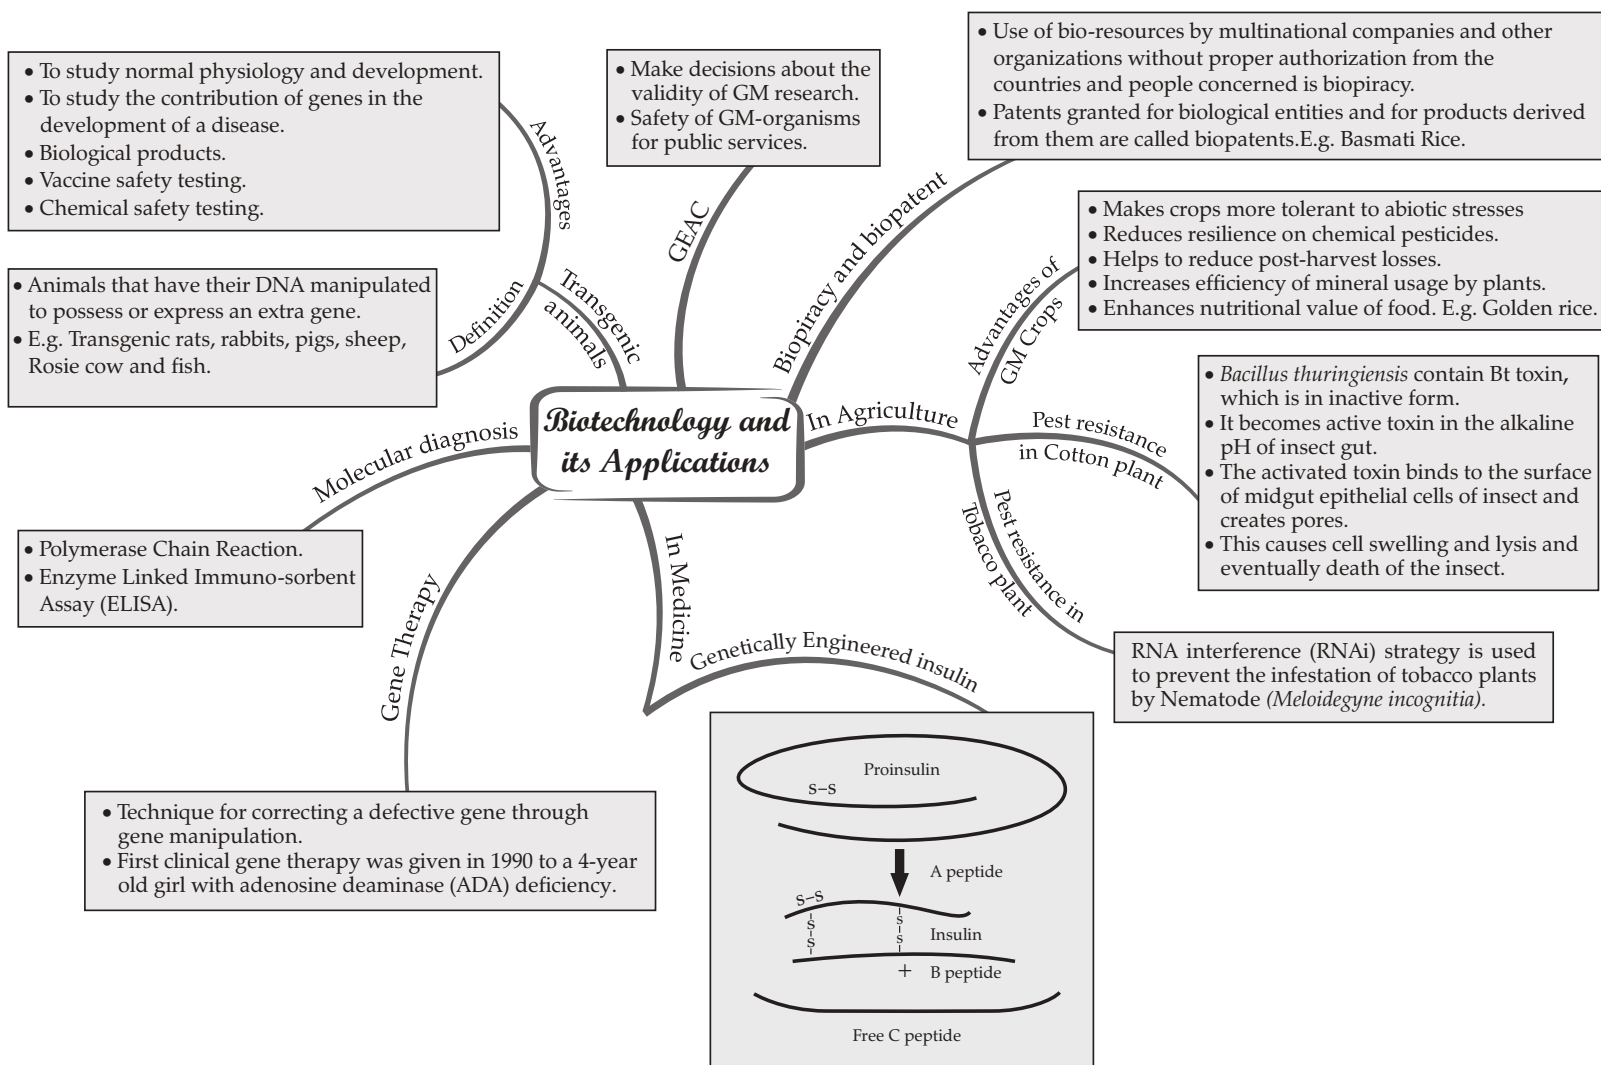 Biotechnology and
its Applications
Advantages
• To study normal physiology and development.
• To study the contribution of genes in the
development of a disease.
• Biological products.
• Vaccine safety testing.
• Chemical safety testing.
Definition
• Animals that have their DNA manipulated
to possess or express an extra gene.
• E.g. Transgenic rats, rabbits, pigs, sheep,
Rosie cow and fish.
Transgenic
animals
GEAC
• Make decisions about the
validity of GM research.
• Safety of GM-organisms
for public services.
Biopiracy and biopatent
• Use of bio-resources by multinational companies and other
organizations without proper authorization from the
countries and people concerned is biopiracy.
• Patents granted for biological entities and for products derived
from them are called biopatents.E.g. Basmati Rice.
In Agriculture
Advantages of
GM Crops
• Makes crops more tolerant to abiotic stresses
• Reduces resilience on chemical pesticides.
• Helps to reduce post-harvest losses.
• Increases efficiency of mineral usage by plants.
• Enhances nutritional value of food. E.g. Golden rice.
Pest resistance
in Cotton plant
• Bacillus thuringiensis contain Bt toxin,
which is in inactive form.
• It becomes active toxin in the alkaline
pH of insect gut.
• The activated toxin binds to the surface
of midgut epithelial cells of insect and
creates pores.
• This causes cell swelling and lysis and
eventually death of the insect.
Pest resistance in
Tobacco plant
RNA interference (RNAi) strategy is used
to prevent the infestation of tobacco plants
by Nematode (Meloidegyne incognitia).
Molecular diagnosis
• Polymerase Chain Reaction.
• Enzyme Linked Immuno-sorbent
Assay (ELISA).
Gene Therapy
• Technique for correcting a defective gene through
gene manipulation.
• First clinical gene therapy was given in 1990 to a 4-year
old girl with adenosine deaminase (ADA) deficiency.
In Medicine
Genetically Engineered insulin
Proinsulin
s–s
A peptide
s–s
s
s
s
s
Insulin
+
B peptide
Free C peptide